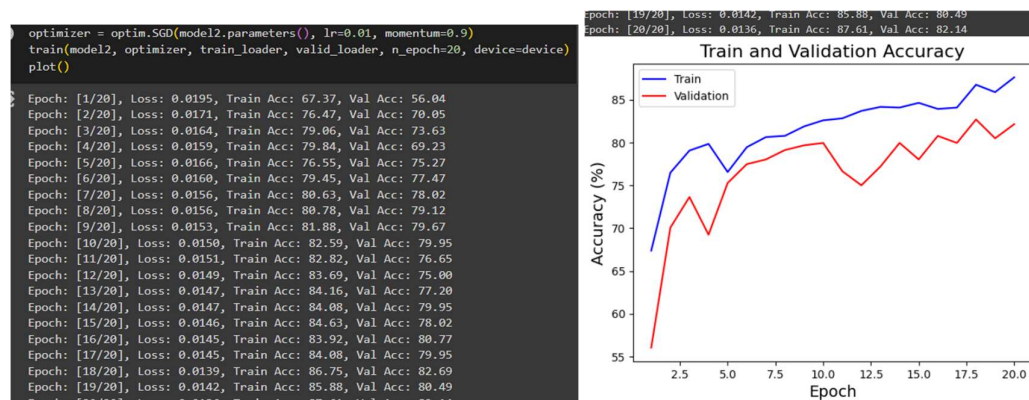 optimizer = optim.SGD(model2.parameters(), lr=0.01, momentum=0.9)
train(model2, optimizer, train_loader, valid_loader, n_epoch=20, device=device)
plot()
Epoch: [1/20], Loss: 0.0195, Train Acc: 67.37, Val Acc: 56.04
Epoch: [2/20], Loss: 0.0171, Train Acc: 76.47, Val Acc: 70.05
Epoch: [3/20], Loss: 0.0164, Train Acc: 79.06, Val Acc: 73.63
Epoch: [4/20], Loss: 0.0159, Train Acc: 79.84, Val Acc: 69.23
Epoch: [5/20], Loss: 0.0166, Train Acc: 76.55, Val Acc: 75.27
Epoch: [6/20], Loss: 0.0160, Train Acc: 79.45, Val Acc: 77.47
Epoch: [7/20], Loss: 0.0156, Train Acc: 80.63, Val Acc: 78.02
Epoch: [8/20], Loss: 0.0156, Train Acc: 80.78, Val Acc: 79.12
Epoch: [9/20], Loss: 0.0153, Train Acc: 81.88, Val Acc: 79.67
Epoch: [10/20], Loss: 0.0150, Train Acc: 82.59, Val Acc: 79.95
Epoch: [11/20], Loss: 0.0151, Train Acc: 82.82, Val Acc: 76.65
Epoch: [12/20], Loss: 0.0149, Train Acc: 83.69, Val Acc: 75.00
Epoch: [13/20], Loss: 0.0147, Train Acc: 84.16, Val Acc: 77.20
Epoch: [14/20], Loss: 0.0147, Train Acc: 84.08, Val Acc: 79.95
Epoch: [15/20], Loss: 0.0146, Train Acc: 84.63, Val Acc: 78.02
Epoch: [16/20], Loss: 0.0145, Train Acc: 83.92, Val Acc: 80.77
Epoch: [17/20], Loss: 0.0145, Train Acc: 84.08, Val Acc: 79.95
Epoch: [18/20], Loss: 0.0139, Train Acc: 86.75, Val Acc: 82.69
Epoch: [19/20], Loss: 0.0142, Train Acc: 85.88, Val Acc: 80.49
Epoch: [19/20], Loss: 0.0142, Train Acc: 85.88, Val Acc: 80.49
Epoch: [20/20], Loss: 0.0136, Train Acc: 87.61, Val Acc: 82.14
Train and Validation Accuracy
Train
Validation
Accuracy (%)
85
80
75
70
65
60
55
2.5 5.0 7.5 10.0 12.5 15.0 17.5 20.0
Epoch